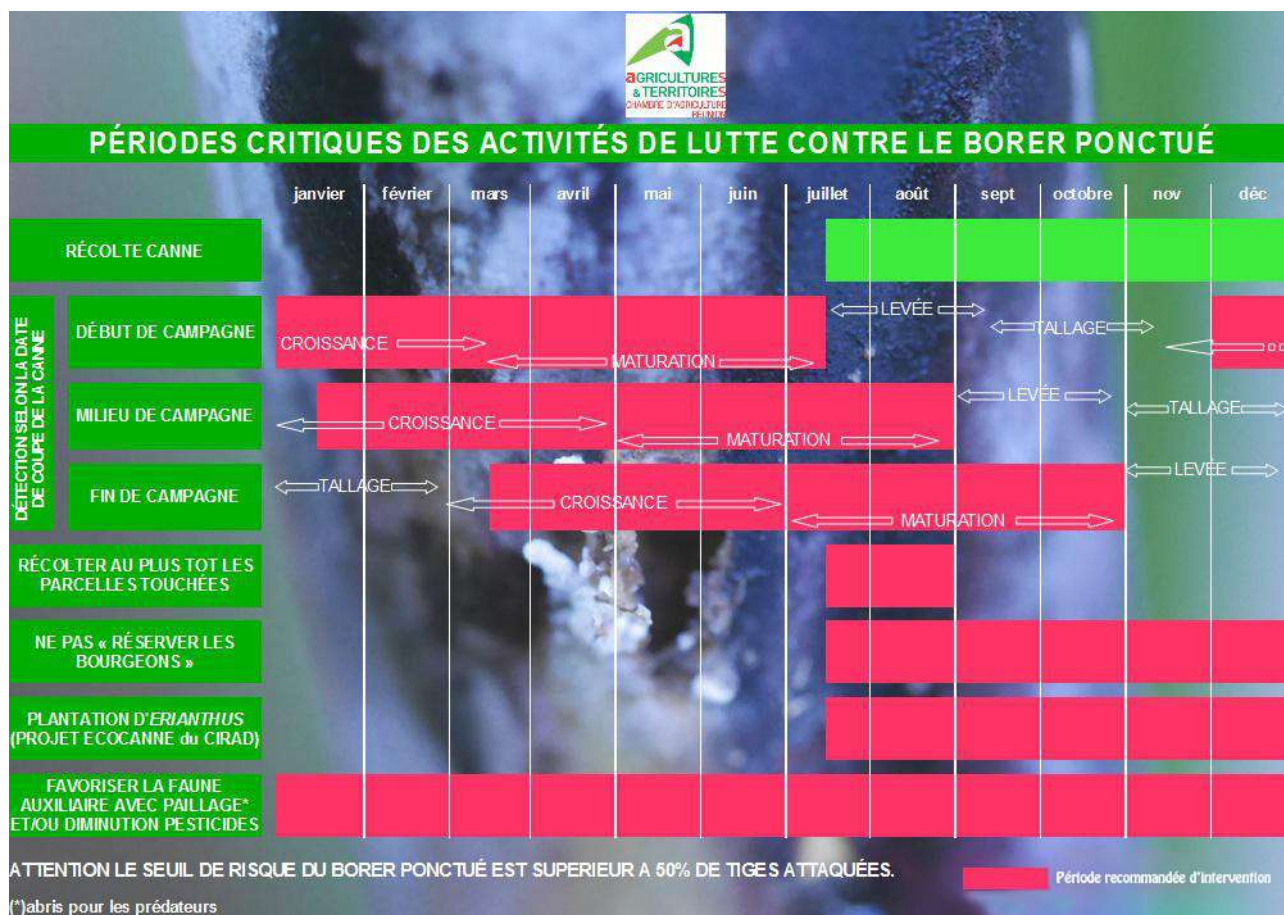 aGRICULTURES
& TERRITOIRES
CHAMBRE D'AGRICULTURE
RÉUNION
PÉRIODES CRITIQUES DES ACTIVITÉS DE LUTTE CONTRE LE BORER PONCTUÉ
janvier février mars avril mai juin juillet août sept octobre nov déc
RÉCOLTE CANNE
DÉTECTION SELON LA DATE
DE COUPE DE LA CANNE
DÉBUT DE CAMPAGNE
LEVÉE
TALLAGE
CROISSANCE
MATURATION
MILIEU DE CAMPAGNE
LEVÉE
TALLAGE
CROISSANCE
MATURATION
FIN DE CAMPAGNE
LEVÉE
TALLAGE
CROISSANCE
MATURATION
RÉCOLTER AU PLUS TOT LES
PARCELLES TOUCHÉES
NE PAS « RÉSERVER LES
BOURGEONS »
PLANTATION D'ERIANTHUS
(PROJET ECOCANNE du CIRAD)
FAVORISER LA FAUNE
AUXILIAIRE AVEC PAILLAGE*
ET/OU DIMINUTION PESTICIDES
ATTENTION LE SEUIL DE RISQUE DU BORER PONCTUÉ EST SUPERIEUR A 50% DE TIGES ATTAQUÉES.
Période recommandée d'intervention
(*)abris pour les prédateurs